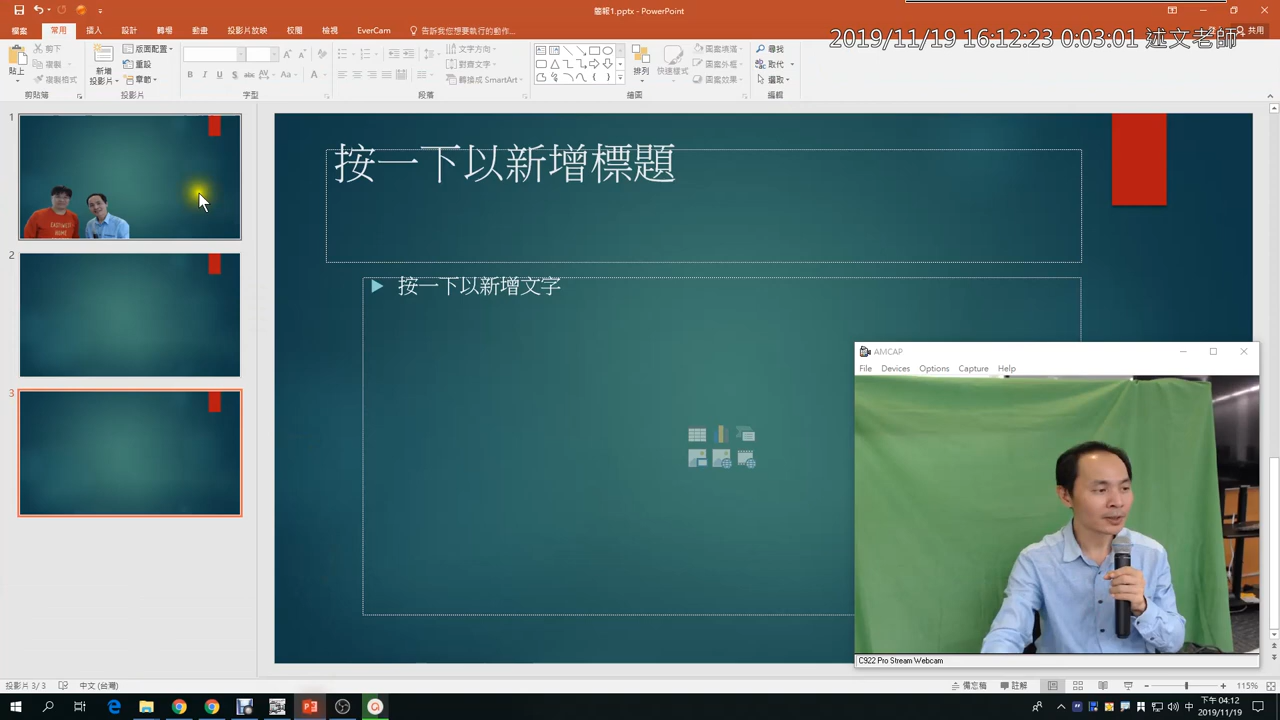 簡報1.pptx - PowerPoint
2019/11/19 16:12:23 0:03:01 述文老師
檔案 常用 插入 設計 轉場 動畫 投影片放映 校閱 檢視 EverCam 告訴我您想要執行的動作... 共用
貼上 剪下 複製 複製格式
新增 投影片 版面配置 重設 章節
B I U S abc AV Aa A
文字方向 對齊文字 轉換成 SmartArt
排列 快速樣式 圖案填滿 圖案外框 圖案效果
尋找 取代 選取
剪貼簿 投影片 字型 段落 繪圖 編輯
1
EASTWEST
HOME
2
3
按一下以新增標題
按一下以新增文字
AMCAP
File Devices Options Capture Help
C922 Pro Stream Webcam
投影片 3/3 中文 (台灣) 備忘稿 註解 115%
下午 04:12
2019/11/19